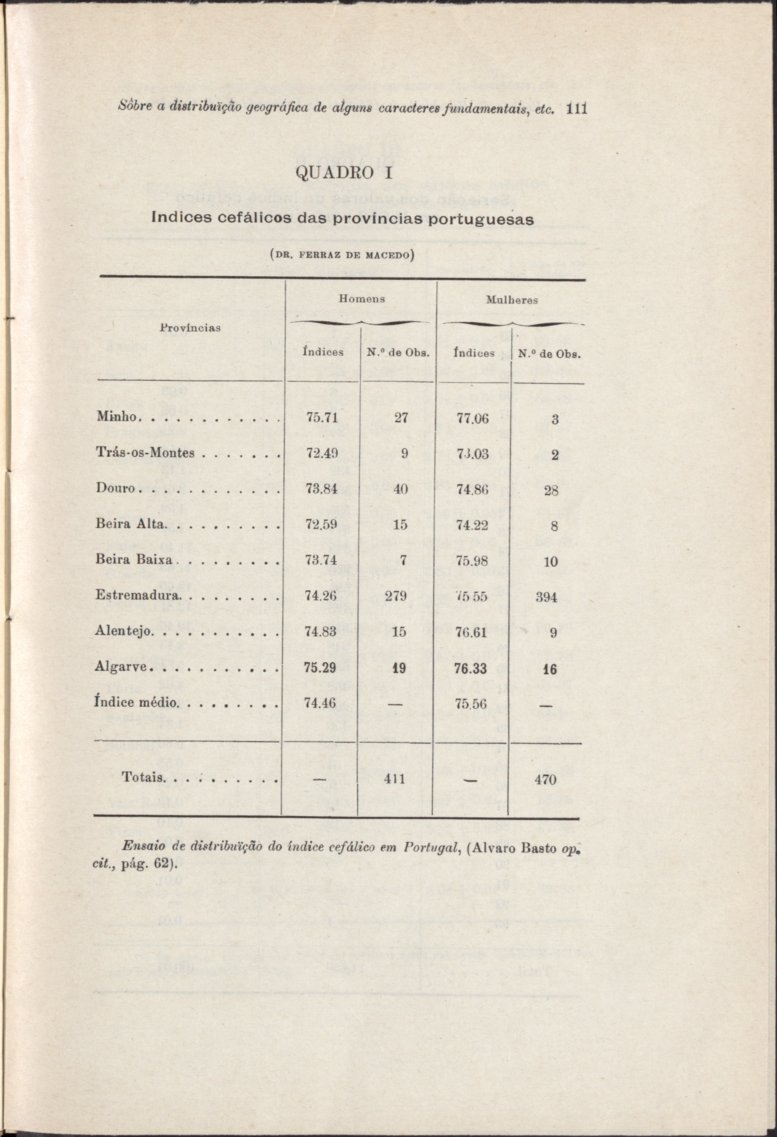 Sôbre a distribuïção geográfica de alguns caracteres fundamentais, etc. 111
QUADRO I
Indices cefálicos das províncias portuguesas
(DR. FERRAZ DE MACEDO)
Homens Mulheres
Províncias
Índices N.º de Obs. Índices N.º de Obs.
Minho. . . . . . . . . . . . 75.71 27 77.06 3
Trás-os-Montes . . . . . . . 72.49 9 73.03 2
Douro. . . . . . . . . . . . 73.84 40 74.86 28
Beira Alta. . . . . . . . . . 72.59 15 74.22 8
Beira Baixa . . . . . . . . . 73.74 7 75.98 10
Estremadura. . . . . . . . . 74.26 279 75 55 394
Alentejo. . . . . . . . . . . 74.83 15 76.61 9
Algarve. . . . . . . . . . . 75.29 19 76.33 16
Índice médio. . . . . . . . . 74.46 — 75.56 —
Totais. . . . . . . . . . — 411 — 470
Ensaio de distribuïção do índice cefálico em Portugal, (Alvaro Basto op.
cit., pág. 62).